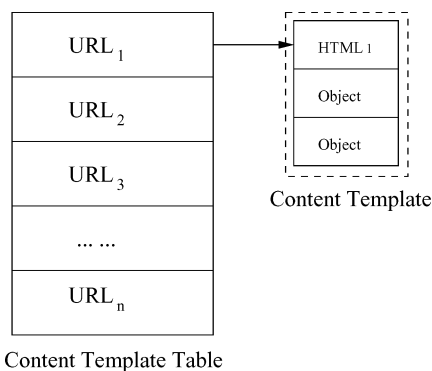 URL 1
HTML 1
URL 2
Object
URL 3
Object
Content Template
... ...
URL n
Content Template Table